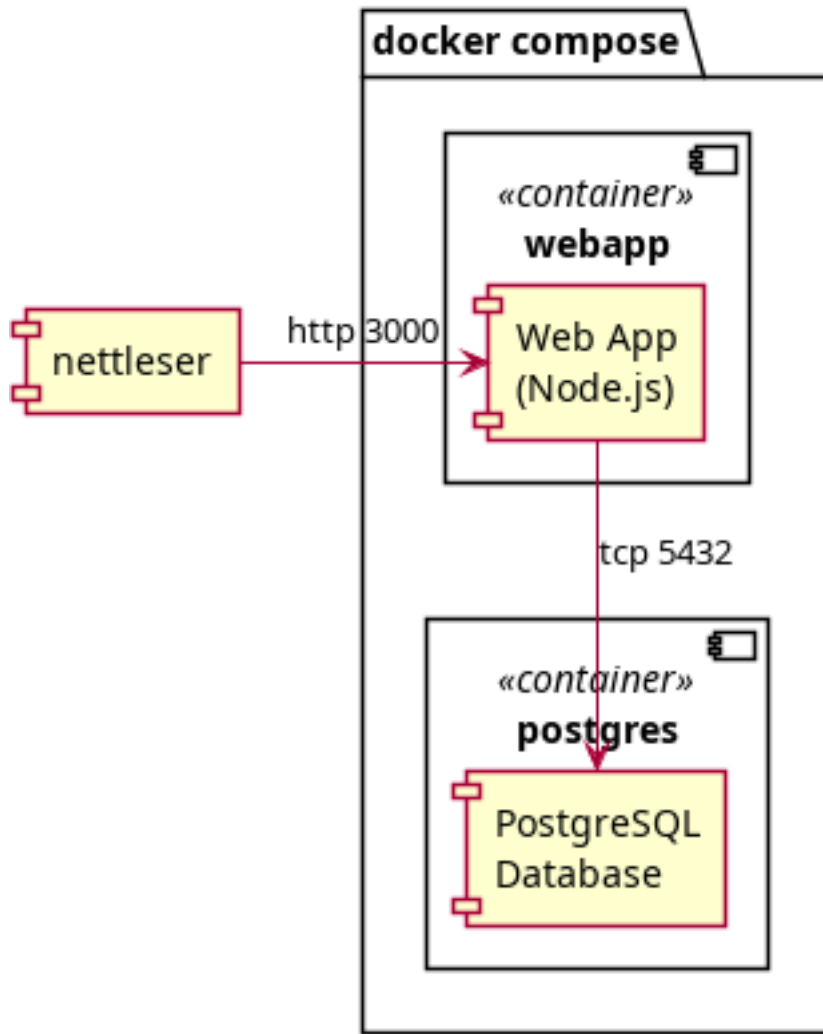 docker compose
«container»
webapp
nettleser
http 3000
Web App
(Node.js)
tcp 5432
«container»
postgres
PostgreSQL
Database